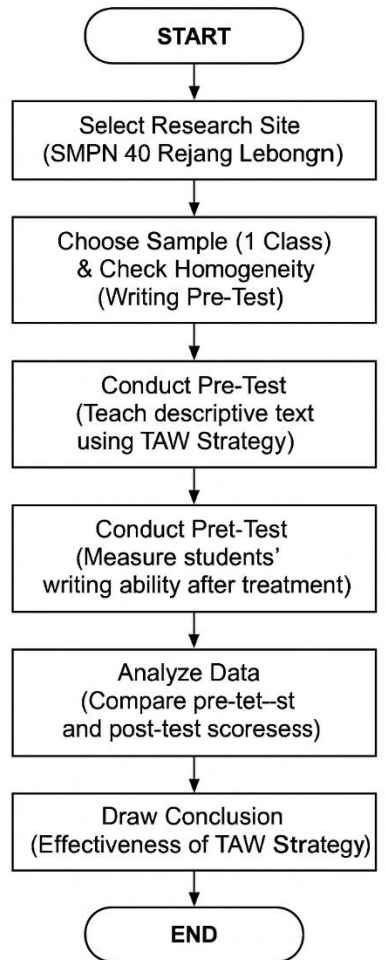 START
Select Research Site
(SMPN 40 Rejang Lebongn)
Choose Sample (1 Class)
& Check Homogeneity
(Writing Pre-Test)
Conduct Pre-Test
(Teach descriptive text
using TAW Strategy)
Conduct Pret-Test
(Measure students’
writing ability after treatment)
Analyze Data
(Compare pre-tet--st
and post-test scoresess)
Draw Conclusion
(Effectiveness of TAW Strategy)
END